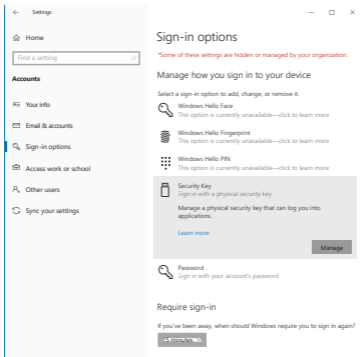 Settings
Home
Find a setting
Accounts
Your info
Email & accounts
Sign-in options
Access work or school
Other users
Sync your settings
Sign-in options
*Some of these settings are hidden or managed by your organization.
Manage how you sign in to your device
Select a sign-in option to add, change, or remove it.
Windows Hello Face
This option is currently unavailable—click to learn more
Windows Hello Fingerprint
This option is currently unavailable—click to learn more
Windows Hello PIN
This option is currently unavailable—click to learn more
Security Key
Sign in with a physical security key
Manage a physical security key that can log you into
applications.
Learn more
Manage
Password
Sign in with your account's password
Require sign-in
If you've been away, when should Windows require you to sign in again?
minutes